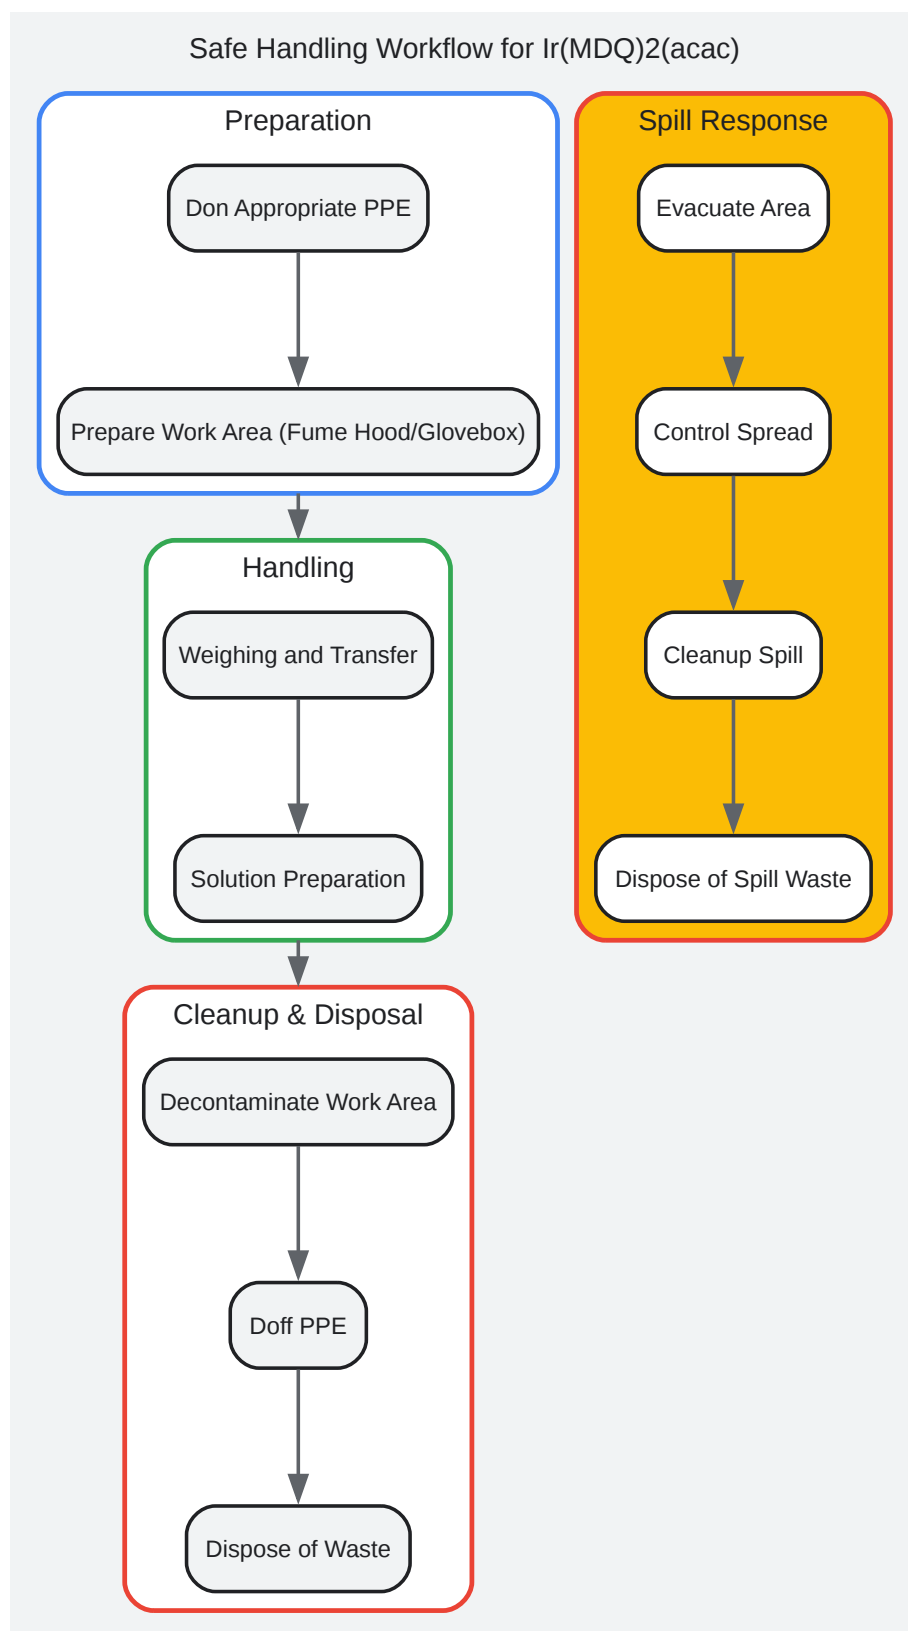 Safe Handling Workflow for Ir(MDQ)2(acac)
Preparation
Don Appropriate PPE
Prepare Work Area (Fume Hood/Glovebox)
Handling
Weighing and Transfer
Solution Preparation
Cleanup & Disposal
Decontaminate Work Area
Doff PPE
Dispose of Waste
Spill Response
Evacuate Area
Control Spread
Cleanup Spill
Dispose of Spill Waste